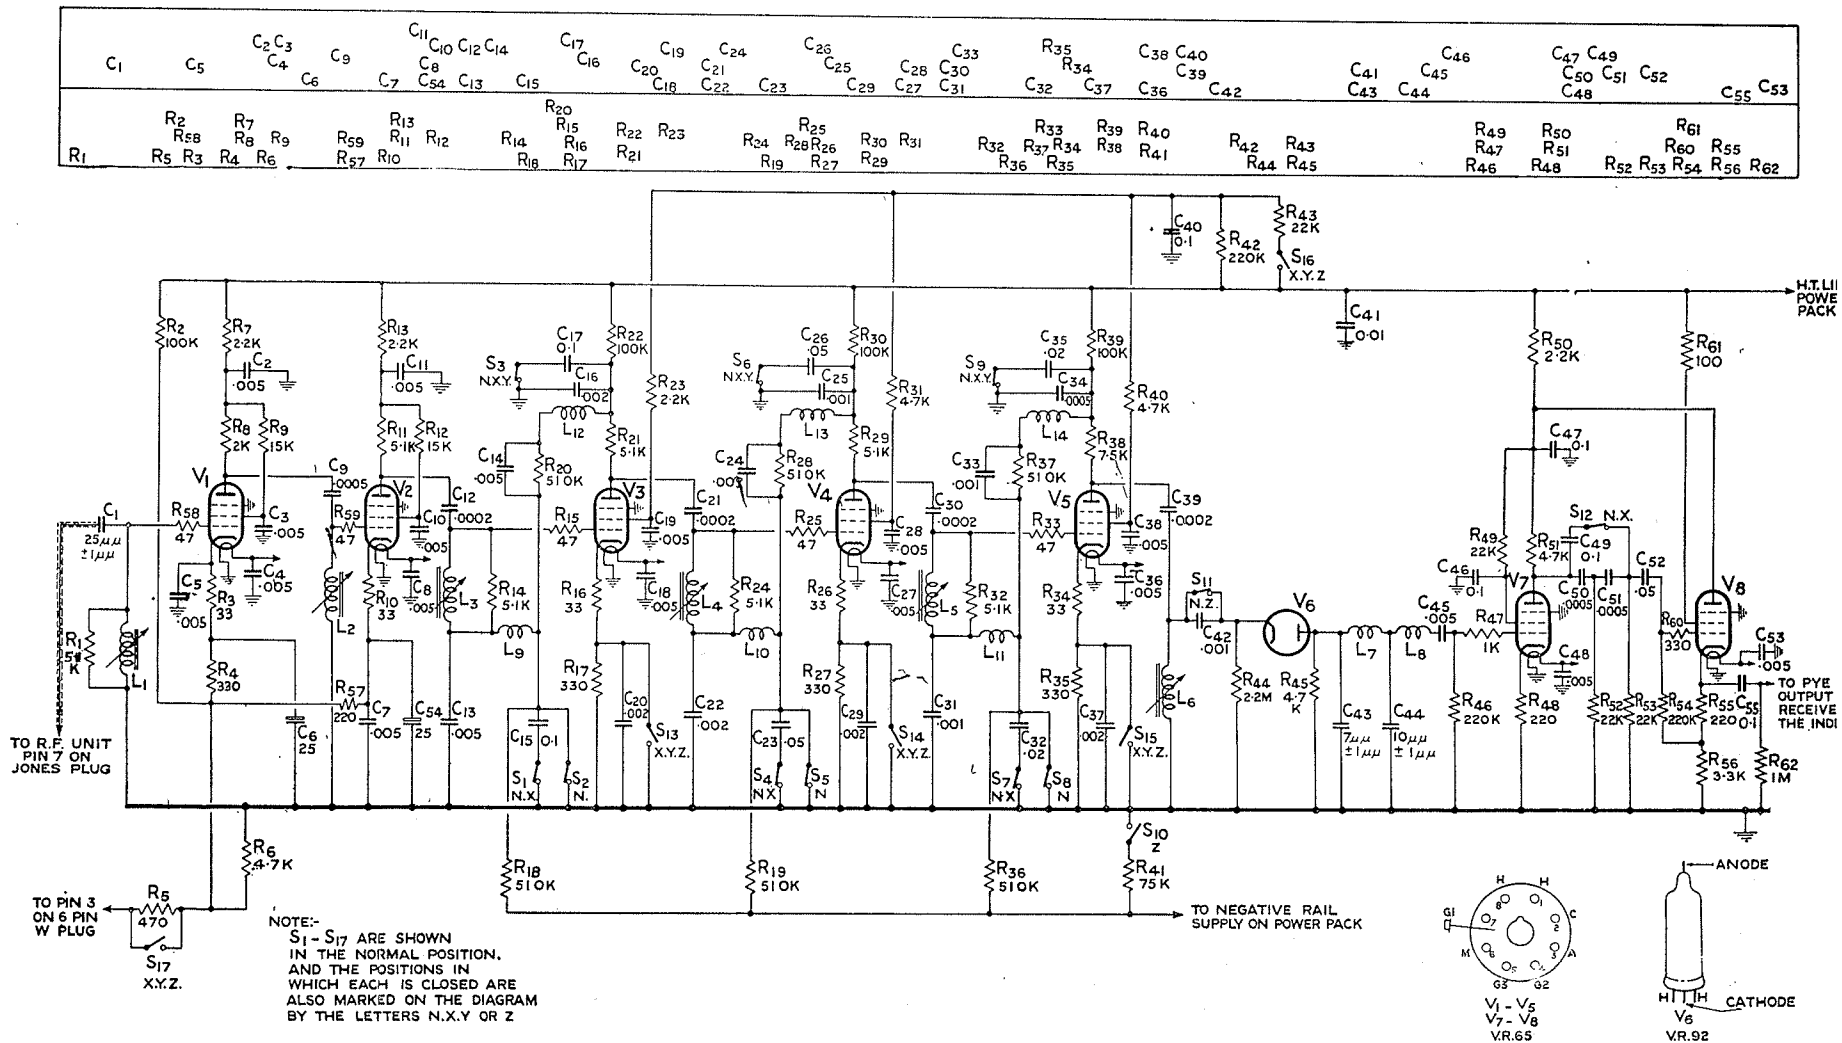 C11 C17 C26 R35 C38 C40 C46 C47 C49
C2 C3 C10 C12 C14 C19 C24 C33
C1 C5 C4 C9 C8 C16 C20 C21 C25 C28 C30 R34 C39 C41 C45 C50 C51 C52
C6 C7 C54 C13 C15 C18 C22 C23 C29 C27 C31 C32 C37 C36 C42 C43 C44 C48 C55 C53
R20
R2 R7 R13 R15 R22 R23 R25 R33 R39 R40 R49 R50 R61
R58 R8 R9 R59 R11 R12 R14 R16 R24 R28 R26 R30 R31 R32 R37 R34 R38 R42 R43 R47 R51 R60 R55
R1 R5 R3 R4 R6 R57 R10 R18 R17 R21 R19 R27 R29 R36 R35 R41 R44 R45 R46 R48 R52 R53 R54 R56 R62
R43
22K
C40
0.1
R42
220K
S16
X.Y.Z
H.T. LI
POWE
PACK
R2
100K
R7
2.2K
C2
.005
R8
2K
R9
15K
R13
2.2K
C11
.005
R11
5.1K
R12
15K
S3
N.X.Y.
C17
0.1
C16
.002
L12
R22
100K
R23
2.2K
R21
5.1K
C14
.005
R20
510K
S6
N.X.Y.
C26
.05
C25
.001
L13
R30
100K
R31
4.7K
R29
5.1K
C24
R28
510K
S9
N.X.Y.
C35
.02
C34
.0005
L14
R39
100K
R40
4.7K
R38
7.5K
C33
.001
R37
510K
C41
0.01
R50
2.2K
R61
100
C47
0.1
C1
25μμ
±1μμ
R58
47
V1
C3
.005
C5
.005
R3
33
C4
.005
R4
330
C6
25
R1
K
L1
C9
.0005
R59
47
V2
C10
.005
L2
R10
33
C8
.005
R57
220
C7
.005
C54
25
C12
.0002
L3
R14
5.1K
L9
C13
.005
R15
47
V3
C19
.005
R16
33
C18
.005
R17
330
C15
0.1
S1
N.X.
S2
N.
C20
.002
S13
X.Y.Z.
C21
.0002
L4
R24
5.1K
L10
C22
.002
R25
47
V4
C28
.005
R26
33
C27
.005
R27
330
C23
.05
S4
N.X
S5
N
C29
.002
S14
X.Y.Z.
C30
.0002
L5
R32
5.1K
L11
C31
.001
R33
47
V5
C38
.005
R34
33
C36
.005
R35
330
C32
.02
S7
N.X
S8
N
C37
.002
S15
X.Y.Z.
C39
.0002
S11
N.Z.
C42
.001
L6
V6
R44
2.2M
R45
4.7
K
L7
L8
C43
7μμ
±1μμ
C44
10μμ
±1μμ
C45
.005
R46
220K
R47
1K
C46
0.1
R49
22K
R51
4.7K
V7
S12
N.X.
C49
0.1
C50
.0005
C51
.0005
C52
.05
C48
.005
R48
220
R52
22K
R53
22K
R54
220K
R60
330
V8
C53
.005
R55
220
C55
0.1
R56
3.3K
R62
1M
TO PYE
OUTPUT
RECEIVE
THE IND
TO R.F. UNIT
PIN 7 ON
JONES PLUG
R6
4.7K
R5
470
S17
X.Y.Z.
TO PIN 3
ON 6 PIN
W PLUG
NOTE:-
S1 - S17 ARE SHOWN
IN THE NORMAL POSITION,
AND THE POSITIONS IN
WHICH EACH IS CLOSED ARE
ALSO MARKED ON THE DIAGRAM
BY THE LETTERS N.X.Y OR Z
R18
510K
R19
510K
R36
510K
S10
Z
R41
75K
TO NEGATIVE RAIL
SUPPLY ON POWER PACK
H H
G1
C
M
A
G3 G2
V1 - V5
V7 - V8
V.R.65
ANODE
H H
CATHODE
V6
V.R.92